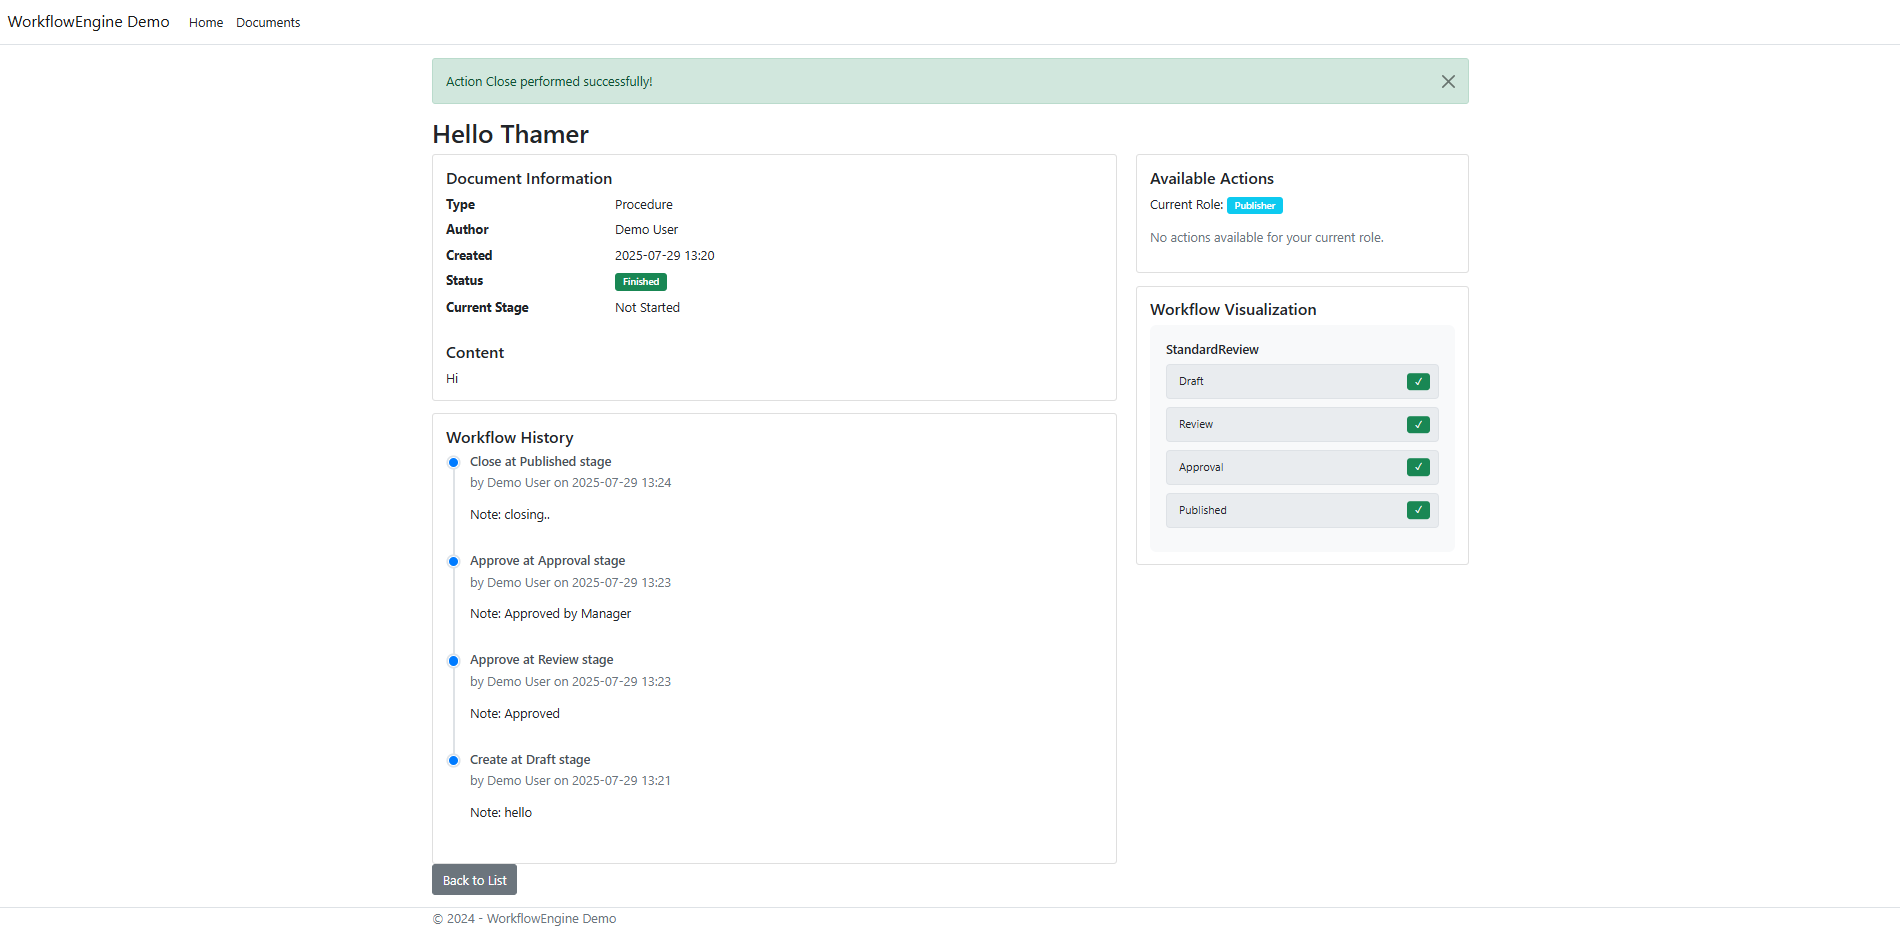 WorkflowEngine Demo Home Documents
Action Close performed successfully!
Hello Thamer
Document Information
Type Procedure
Author Demo User
Created 2025-07-29 13:20
Status Finished
Current Stage Not Started
Content
Hi
Workflow History
Close at Published stage
by Demo User on 2025-07-29 13:24
Note: closing..
Approve at Approval stage
by Demo User on 2025-07-29 13:23
Note: Approved by Manager
Approve at Review stage
by Demo User on 2025-07-29 13:23
Note: Approved
Create at Draft stage
by Demo User on 2025-07-29 13:21
Note: hello
Back to List
Available Actions
Current Role: Publisher
No actions available for your current role.
Workflow Visualization
StandardReview
Draft ✓
Review ✓
Approval ✓
Published ✓
© 2024 - WorkflowEngine Demo